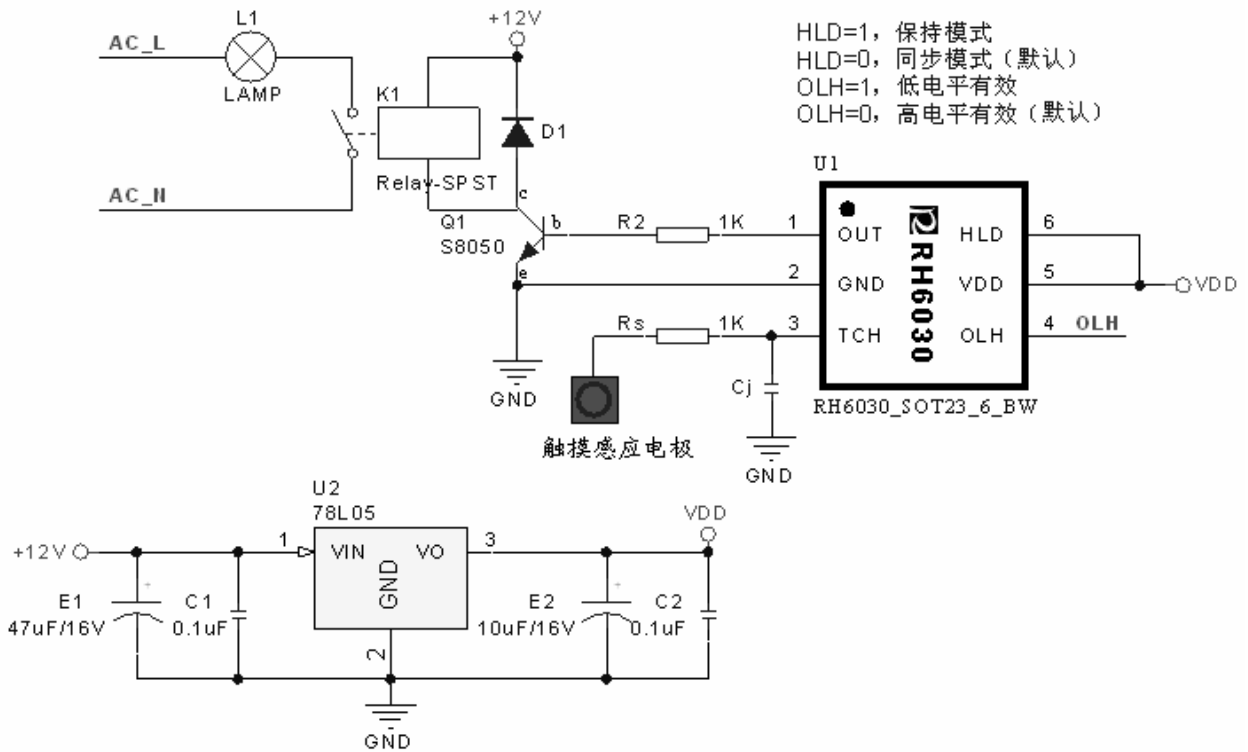 L1
AC_L
LAMP
AC_N
+12V
K1
D1
Relay-SPST
c
Q1
S8050
b
e
R2
1K
1
2
GND
Rs
1K
3
Cj
GND
触摸感应电极
HLD=1，保持模式
HLD=0，同步模式（默认）
OLH=1，低电平有效
OLH=0，高电平有效（默认）
U1
OUT
HLD
6
GND
VDD
5
VDD
TCH
OLH
4
OLH
RH6030
RH6030_SOT23_6_BW
U2
78L05
+12V
1
VIN
VO
3
GND
2
VDD
E1
47uF/16V
+
C1
0.1uF
E2
10uF/16V
+
C2
0.1uF
GND